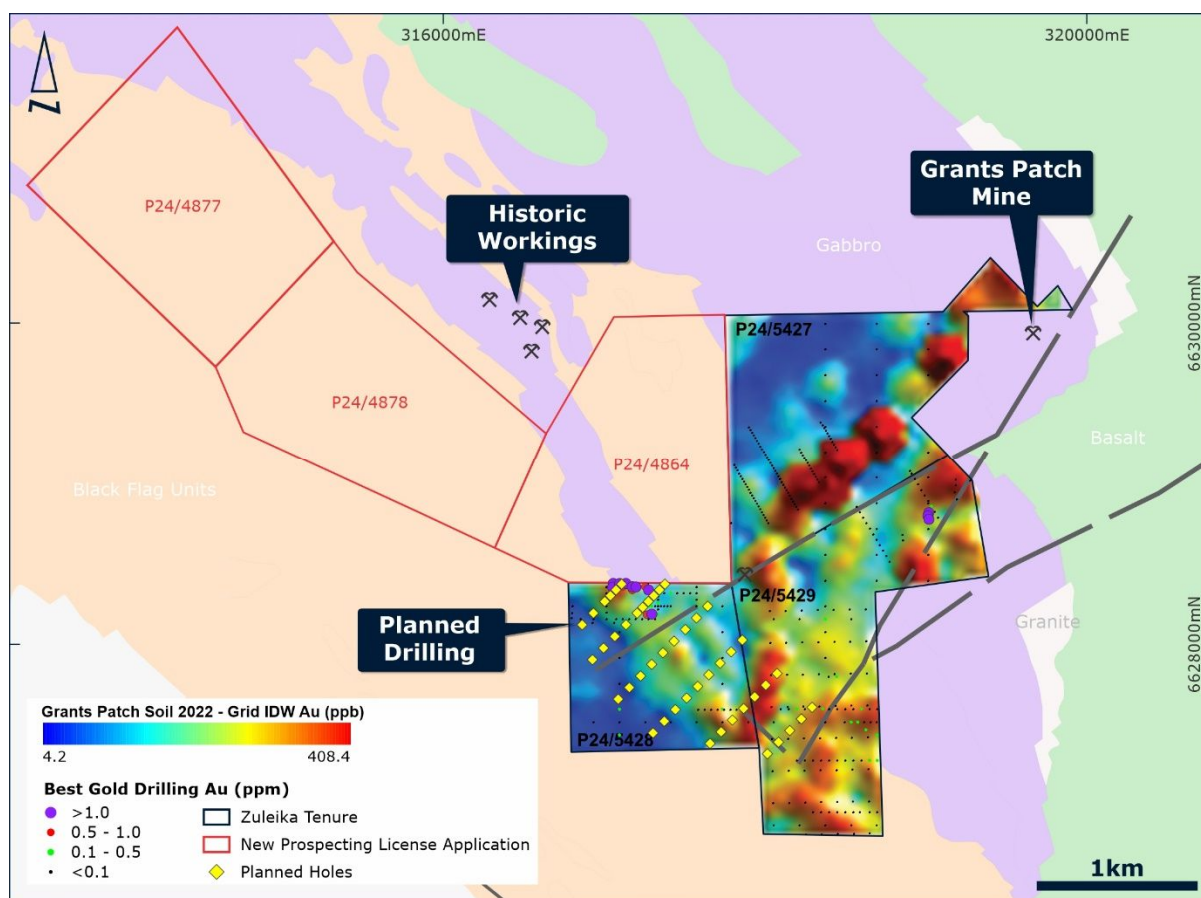 316000mE
320000mE
N
Grants Patch
Mine
P24/4877
Historic
Workings
Gabbro
6630000mN
P24/5427
P24/4878
P24/4864
Basalt
Black Flag Units
P24/5429
Planned
Drilling
Granite
6628000mN
P24/5428
Grants Patch Soil 2022 - Grid IDW Au (ppb)
4.2
408.4
Best Gold Drilling Au (ppm)
>1.0
0.5 - 1.0
0.1 - 0.5
<0.1
Zuleika Tenure
New Prospecting License Application
Planned Holes
1km